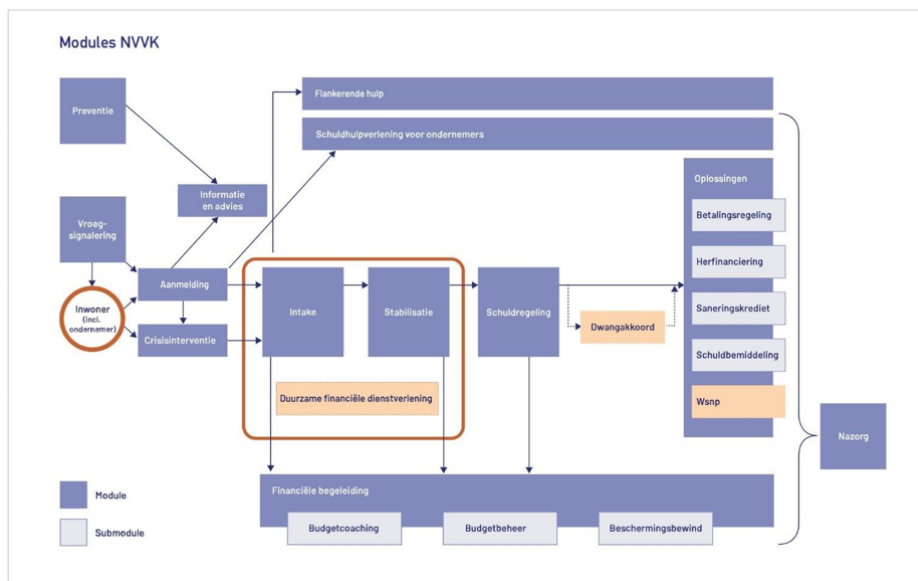 Modules NVVK
Preventie
Flankerende hulp
Schuldhulpverlening voor ondernemers
Informatie
en advies
Oplossingen
Betalingsregeling
Herfinanciering
Saneringskrediet
Schuldbemiddeling
Wsnp
Vroeg-
signalering
Aanmelding
Inwoner
(incl.
ondernemer)
Crisisinterventie
Intake
Stabilisatie
Schuldregeling
Dwangakkoord
Duurzame financiële dienstverlening
Nazorg
Financiële begeleiding
Budgetcoaching
Budgetbeheer
Beschermingsbewind
Module
Submodule